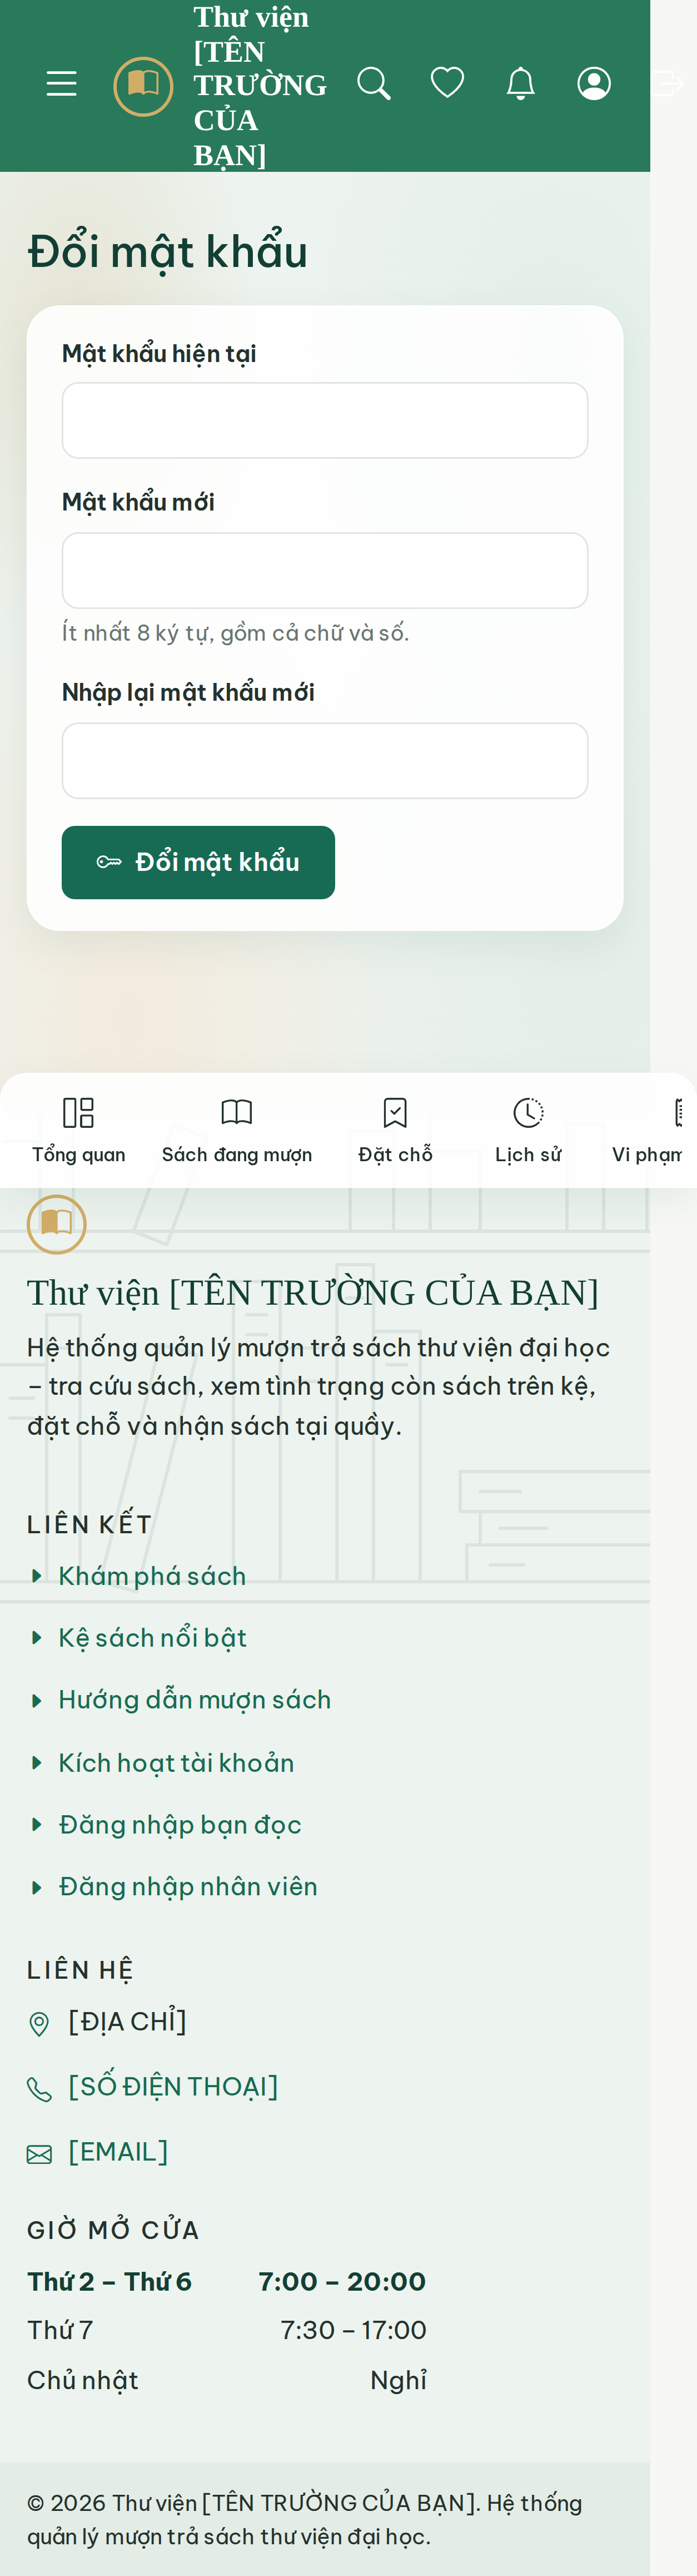 Thư viện
[TÊN
TRƯỜNG
CỦA
BẠN]
Đổi mật khẩu
Mật khẩu hiện tại
Mật khẩu mới
Ít nhất 8 ký tự, gồm cả chữ và số.
Nhập lại mật khẩu mới
Đổi mật khẩu
Tổng quan
Sách đang mượn
Đặt chỗ
Lịch sử
Vi phạm
Thư viện [TÊN TRƯỜNG CỦA BẠN]
Hệ thống quản lý mượn trả sách thư viện đại học
– tra cứu sách, xem tình trạng còn sách trên kệ,
đặt chỗ và nhận sách tại quầy.
LIÊN KẾT
Khám phá sách
Kệ sách nổi bật
Hướng dẫn mượn sách
Kích hoạt tài khoản
Đăng nhập bạn đọc
Đăng nhập nhân viên
LIÊN HỆ
[ĐỊA CHỈ]
[SỐ ĐIỆN THOẠI]
[EMAIL]
GIỜ MỞ CỬA
Thứ 2 – Thứ 6 7:00 – 20:00
Thứ 7 7:30 – 17:00
Chủ nhật Nghỉ
© 2026 Thư viện [TÊN TRƯỜNG CỦA BẠN]. Hệ thống
quản lý mượn trả sách thư viện đại học.